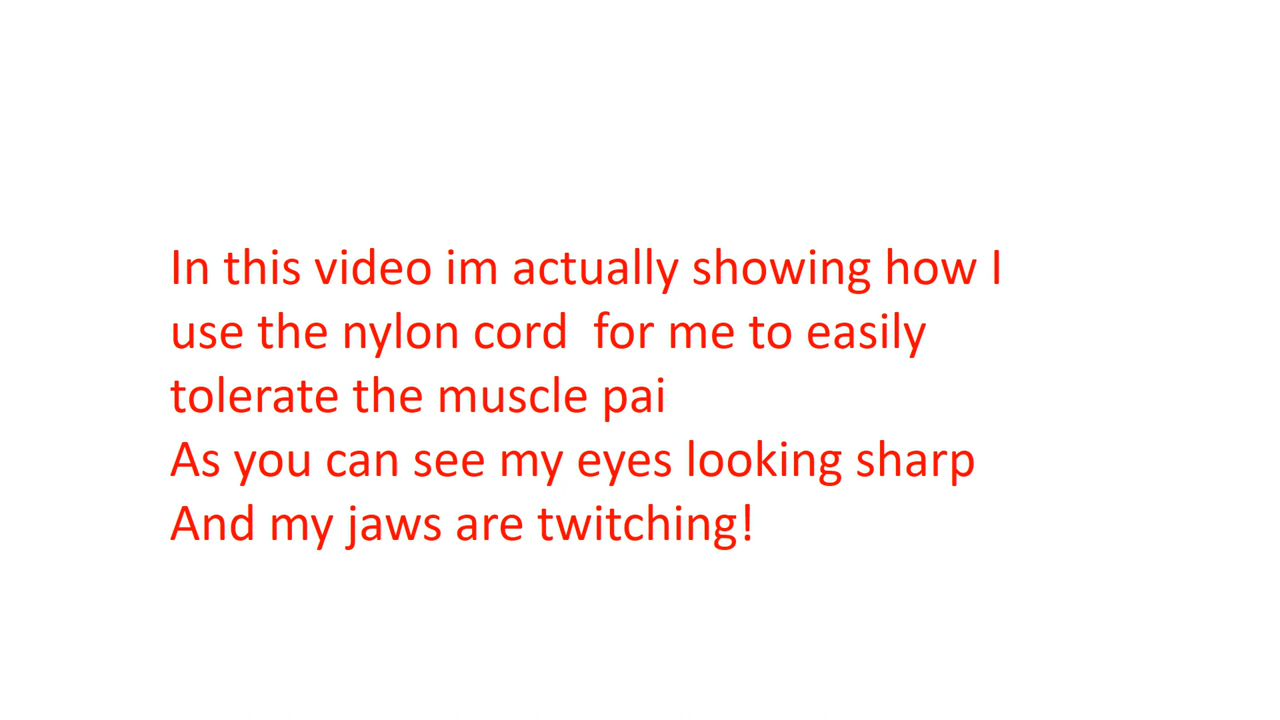 In this video im actually showing how I
use the nylon cord  for me to easily
tolerate the muscle pai
As you can see my eyes looking sharp
And my jaws are twitching!